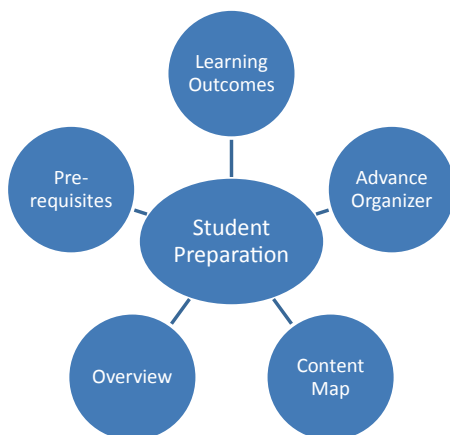 Learning
Outcomes
Pre-
requisites
Advance
Organizer
Student
Preparation
Overview
Content
Map